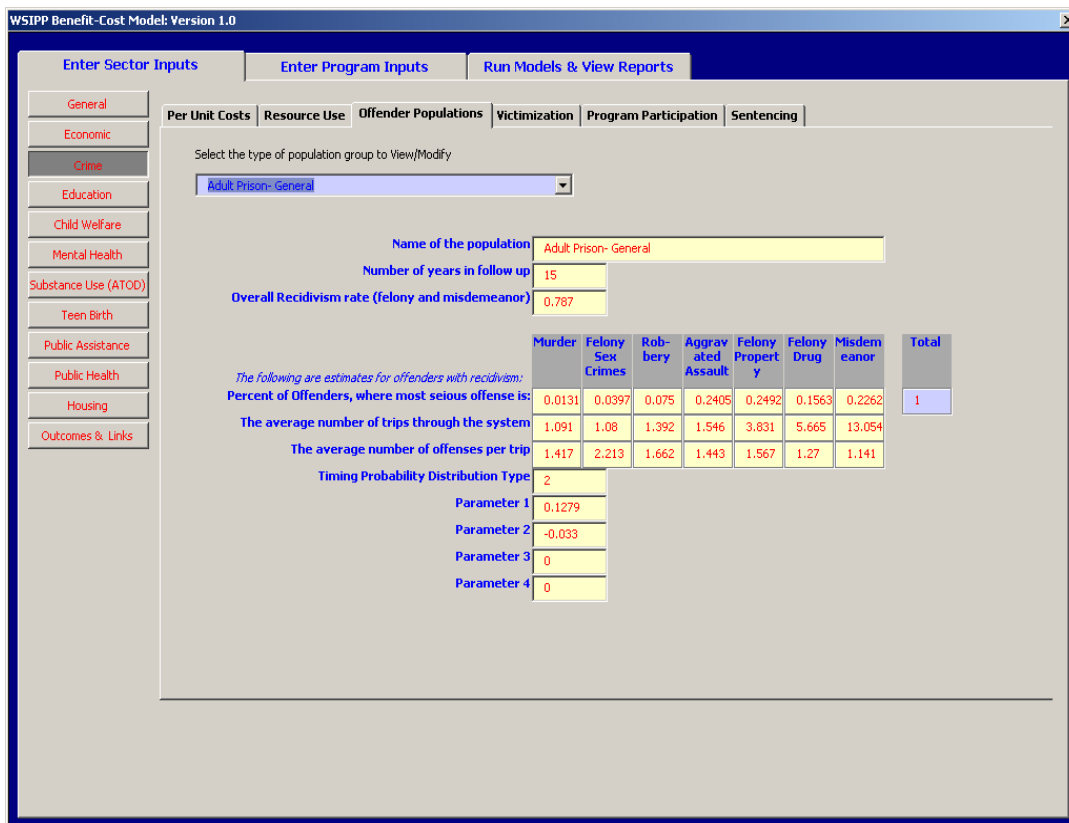 WSIPP Benefit-Cost Model: Version 1.0
Enter Sector Inputs Enter Program Inputs Run Models & View Reports
General
Economic
Crime
Education
Child Welfare
Mental Health
Substance Use (ATOD)
Teen Birth
Public Assistance
Public Health
Housing
Outcomes & Links
Per Unit Costs Resource Use Offender Populations Victimization Program Participation Sentencing
Select the type of population group to View/Modify
Adult Prison- General
Name of the population Adult Prison- General
Number of years in follow up 15
Overall Recidivism rate (felony and misdemeanor) 0.787
Murder Felony Rob- Aggrav Felony Felony Misdem Total
Sex bery ated Propert Drug eanor
Crimes Assault y
The following are estimates for offenders with recidivism:
Percent of Offenders, where most seious offense is: 0.0131 0.0397 0.075 0.2405 0.2492 0.1563 0.2262 1
The average number of trips through the system 1.091 1.08 1.392 1.546 3.831 5.665 13.054
The average number of offenses per trip 1.417 2.213 1.662 1.443 1.567 1.27 1.141
Timing Probability Distribution Type 2
Parameter 1 0.1279
Parameter 2 -0.033
Parameter 3 0
Parameter 4 0